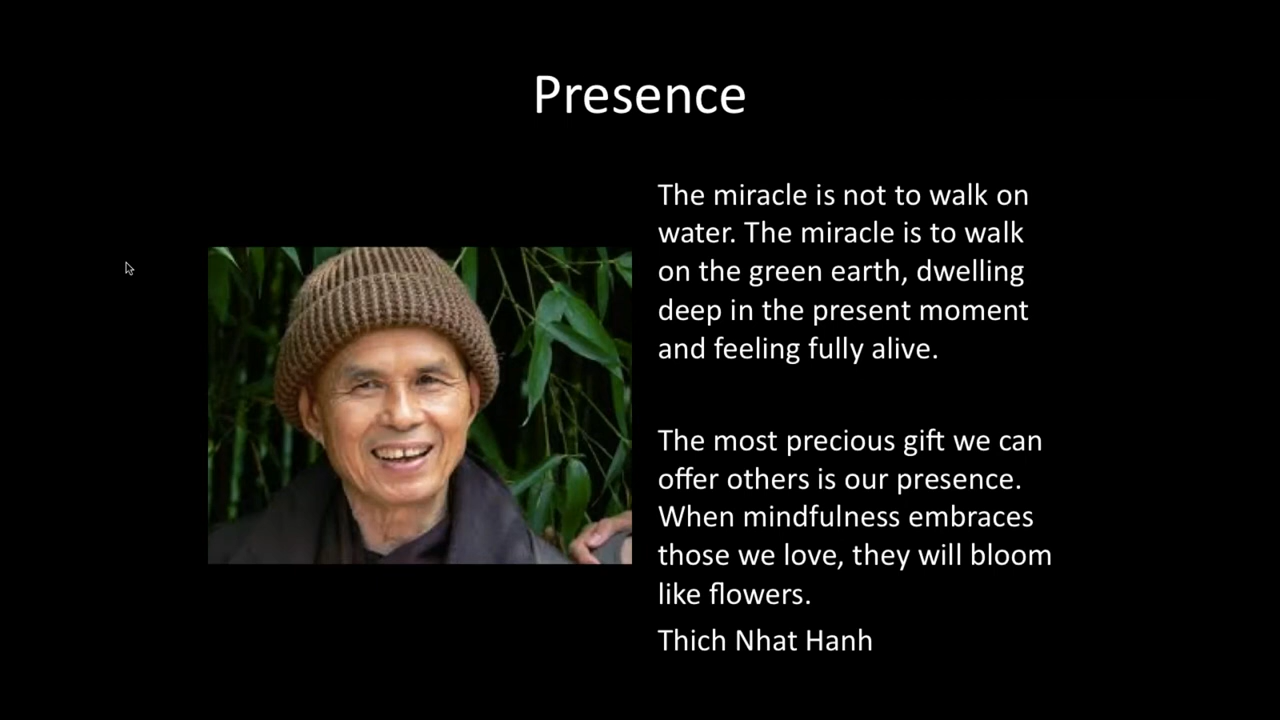 Presence
The miracle is not to walk on
water. The miracle is to walk
on the green earth, dwelling
deep in the present moment
and feeling fully alive.
The most precious gift we can
offer others is our presence.
When mindfulness embraces
those we love, they will bloom
like flowers.
Thich Nhat Hanh